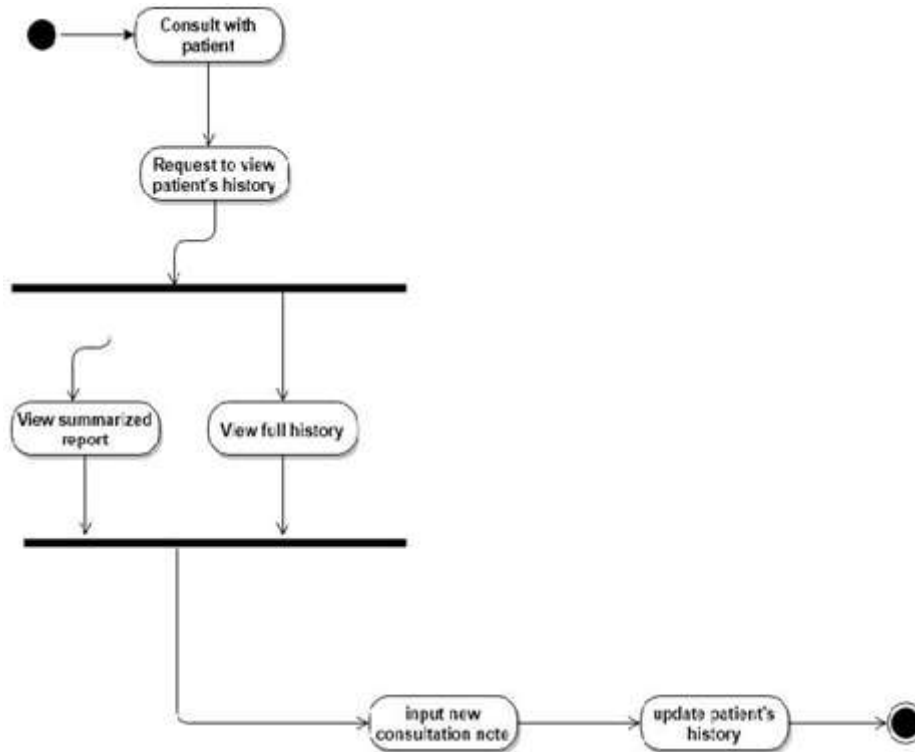 Consult with
patient
Request to view
patient's history
View summarized
report
View full history
input new
consultation note
update patient's
history